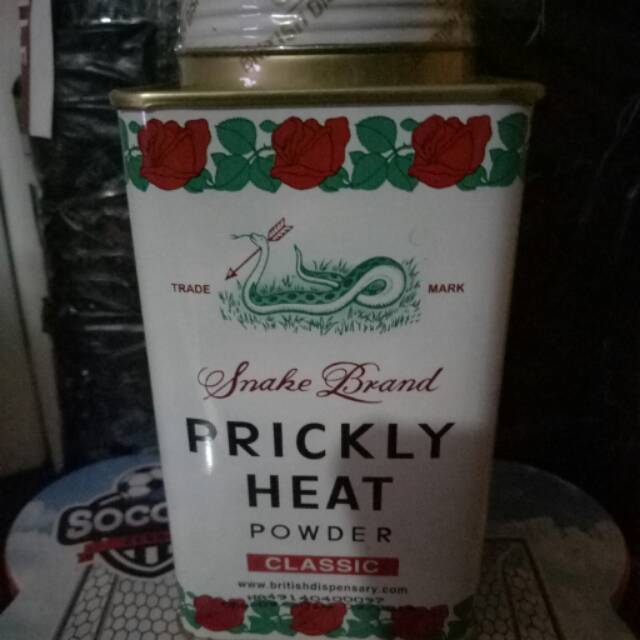 TRADE MARK
Snake Brand
PRICKLY
HEAT
POWDER
CLASSIC
www.britishdispensary.com
SOCC